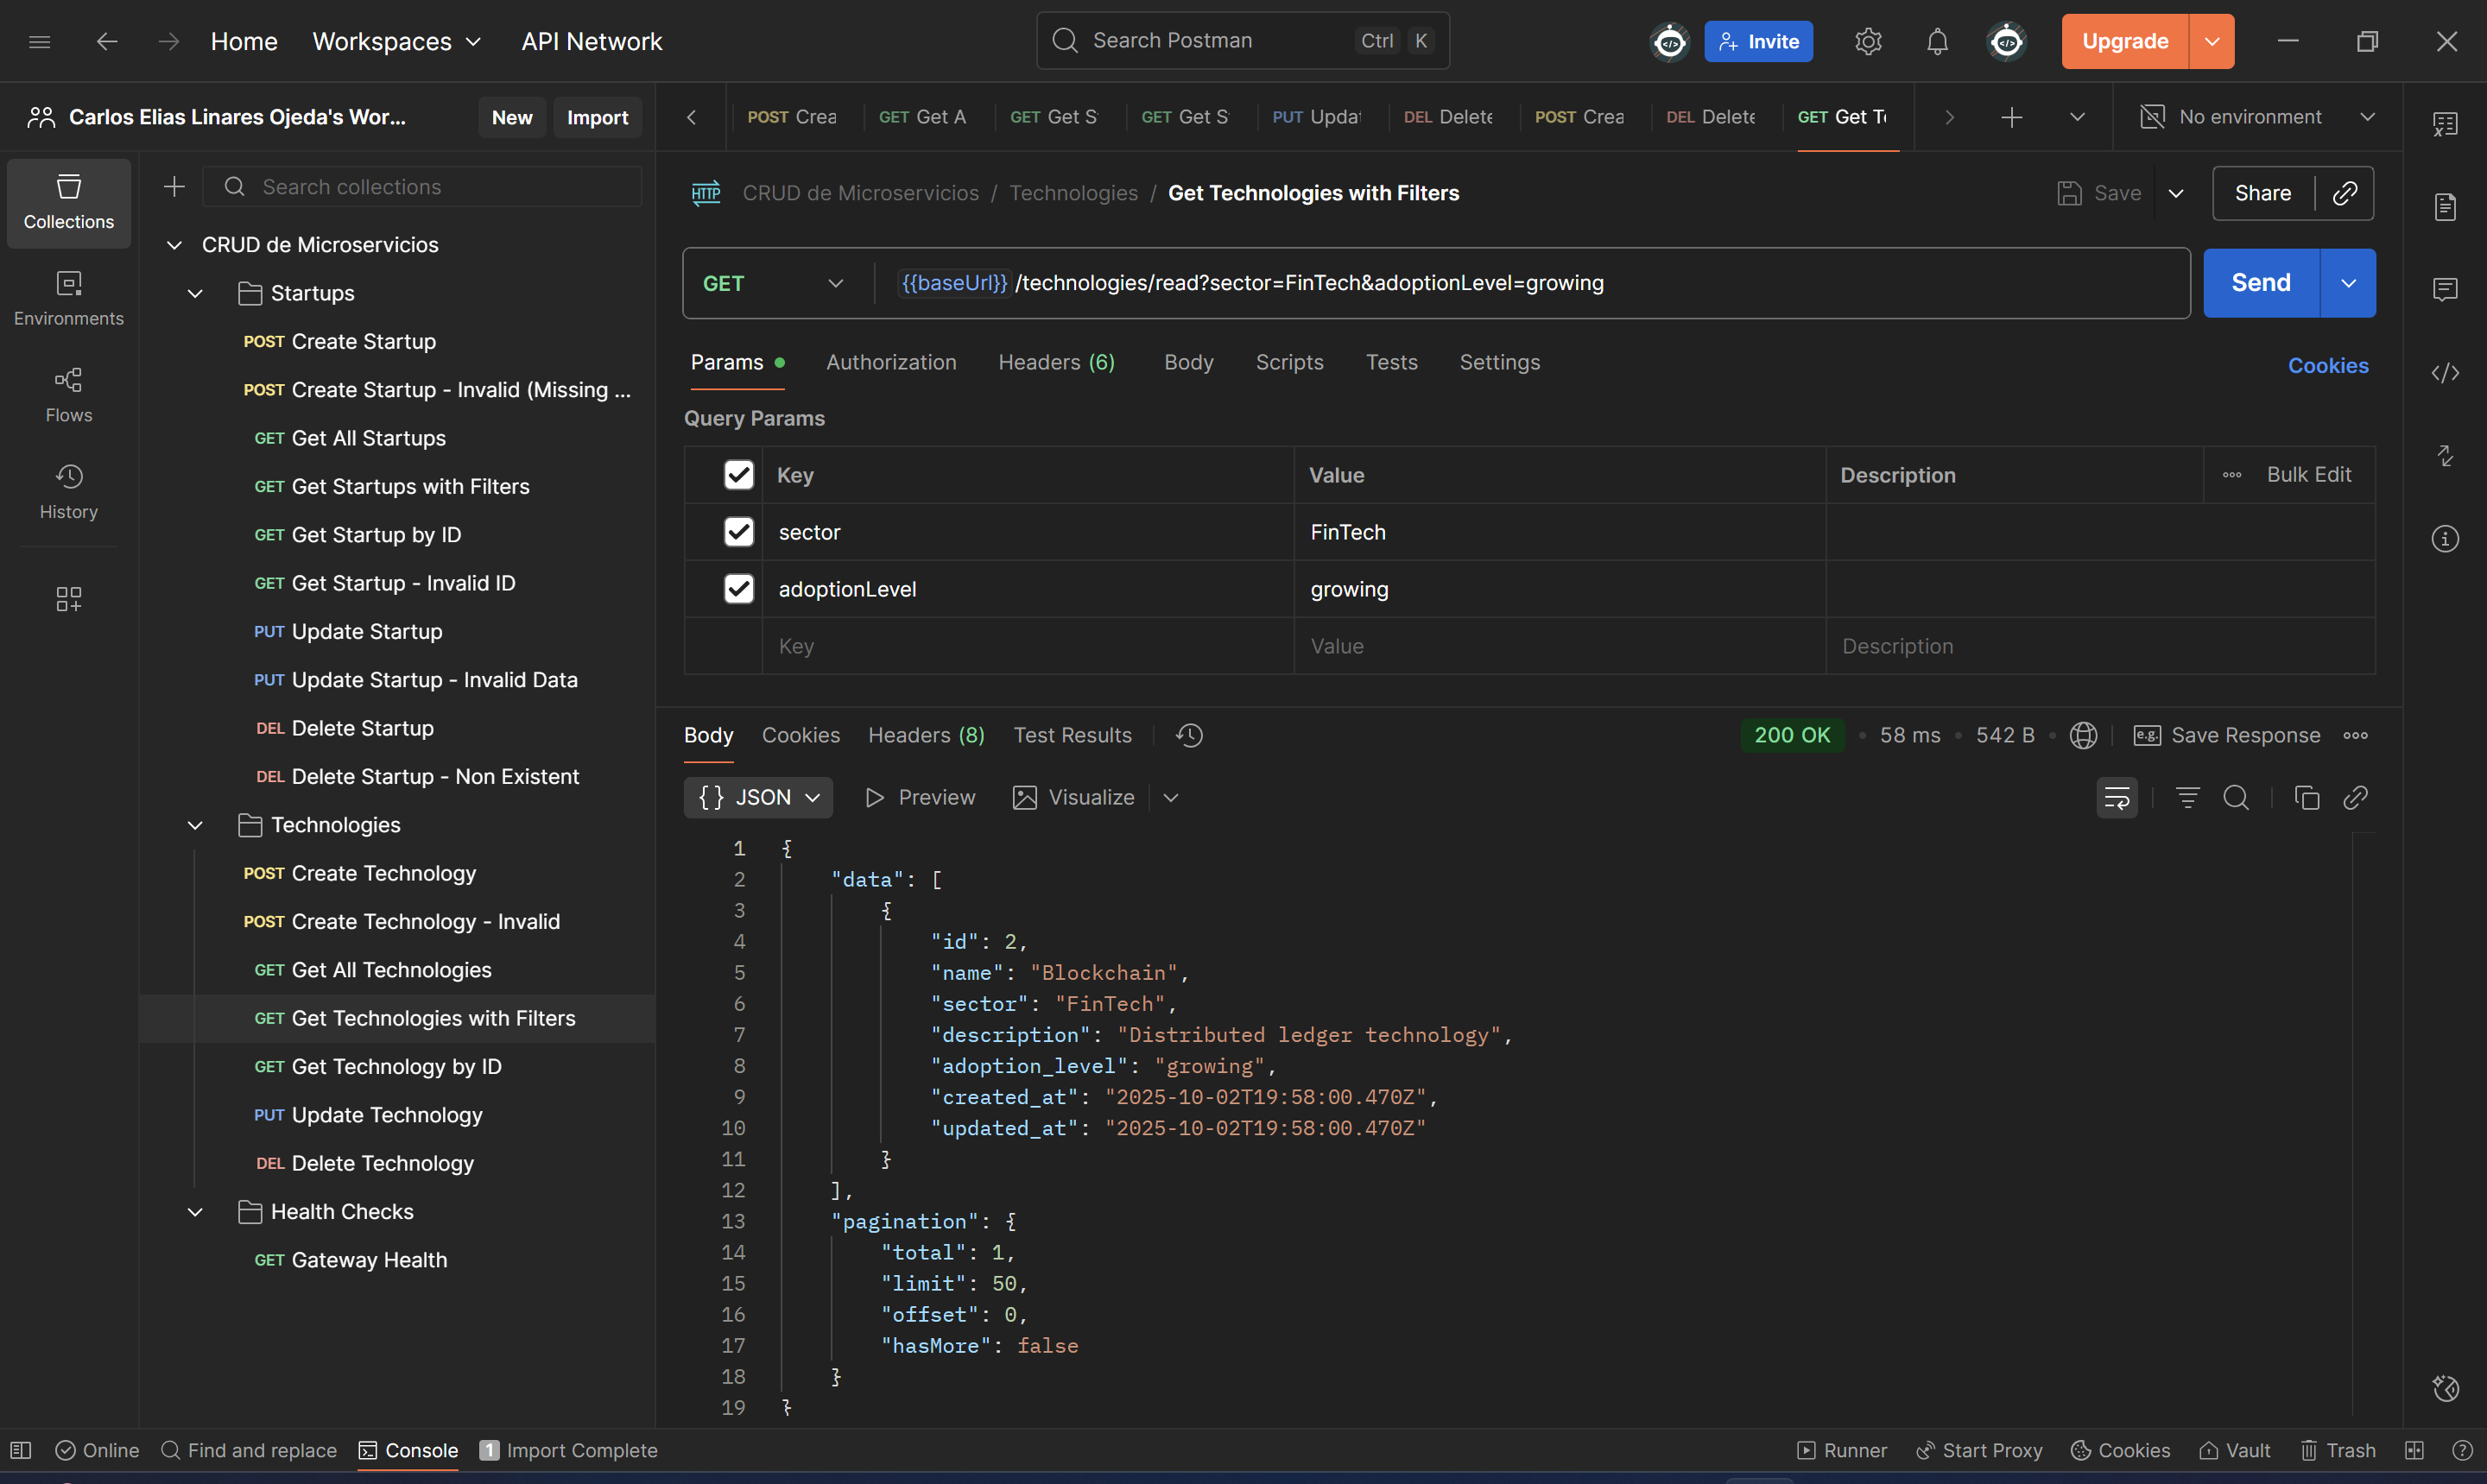 Home Workspaces API Network Search Postman Ctrl K Invite Upgrade
Carlos Elias Linares Ojeda's Wor... New Import
POST Crea GET Get A GET Get S GET Get S PUT Updat DEL Delete POST Crea DEL Delete GET Get Te No environment
Collections
Environments
Flows
History
Search collections
CRUD de Microservicios
Startups
POST Create Startup
POST Create Startup - Invalid (Missing ...
GET Get All Startups
GET Get Startups with Filters
GET Get Startup by ID
GET Get Startup - Invalid ID
PUT Update Startup
PUT Update Startup - Invalid Data
DEL Delete Startup
DEL Delete Startup - Non Existent
Technologies
POST Create Technology
POST Create Technology - Invalid
GET Get All Technologies
GET Get Technologies with Filters
GET Get Technology by ID
PUT Update Technology
DEL Delete Technology
Health Checks
GET Gateway Health
HTTP CRUD de Microservicios / Technologies / Get Technologies with Filters Save Share
GET {{baseUrl}} /technologies/read?sector=FinTech&adoptionLevel=growing Send
Params Authorization Headers (6) Body Scripts Tests Settings Cookies
Query Params
Key Value Description Bulk Edit
sector FinTech
adoptionLevel growing
Key Value Description
Body Cookies Headers (8) Test Results 200 OK • 58 ms • 542 B • e.g. Save Response
{} JSON Preview Visualize
1 {
2 "data": [
3 {
4 "id": 2,
5 "name": "Blockchain",
6 "sector": "FinTech",
7 "description": "Distributed ledger technology",
8 "adoption_level": "growing",
9 "created_at": "2025-10-02T19:58:00.470Z",
10 "updated_at": "2025-10-02T19:58:00.470Z"
11 }
12 ],
13 "pagination": {
14 "total": 1,
15 "limit": 50,
16 "offset": 0,
17 "hasMore": false
18 }
19 }
Online Find and replace Console 1 Import Complete Runner Start Proxy Cookies Vault Trash